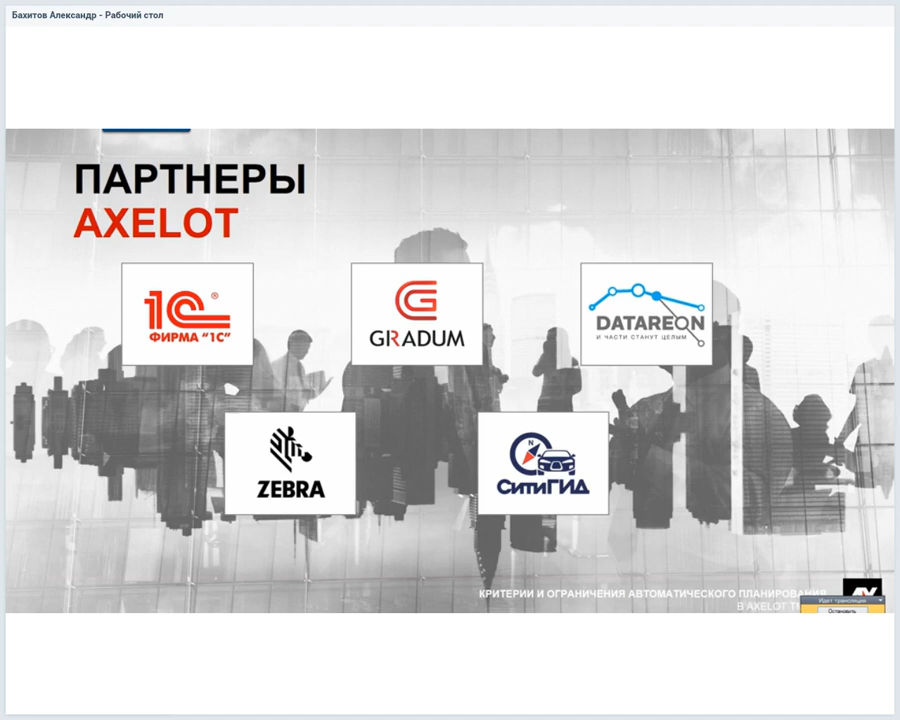 Бахитов Александр - Рабочий стол
ПАРТНЕРЫ
AXELOT
1С®
ФИРМА "1С"
GRADUM
DATAREON
И ЧАСТИ СТАНУТ ЦЕЛЫМ
ZEBRA
N
СитиГИД
КРИТЕРИИ И ОГРАНИЧЕНИЯ АВТОМАТИЧЕСКОГО ПЛАНИРОВАНИЯ
В AXELOT
Идет трансляция
Остановить